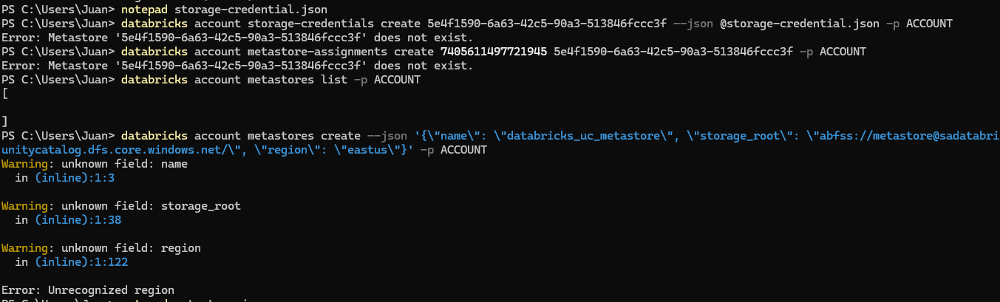 PS C:\Users\Juan> notepad storage-credential.json
PS C:\Users\Juan> databricks account storage-credentials create 5e4f1590-6a63-42c5-90a3-513846fccc3f --json @storage-credential.json -p ACCOUNT
Error: Metastore '5e4f1590-6a63-42c5-90a3-513846fccc3f' does not exist.
PS C:\Users\Juan> databricks account metastore-assignments create 7405611497721945 5e4f1590-6a63-42c5-90a3-513846fccc3f -p ACCOUNT
Error: Metastore '5e4f1590-6a63-42c5-90a3-513846fccc3f' does not exist.
PS C:\Users\Juan> databricks account metastores list -p ACCOUNT
[
]
PS C:\Users\Juan> databricks account metastores create --json '{\"name\": \"databricks_uc_metastore\", \"storage_root\": \"abfss://metastore@sadatabri
unitycatalog.dfs.core.windows.net/\", \"region\": \"eastus\"}' -p ACCOUNT
Warning: unknown field: name
in (inline):1:3
Warning: unknown field: storage_root
in (inline):1:38
Warning: unknown field: region
in (inline):1:122
Error: Unrecognized region